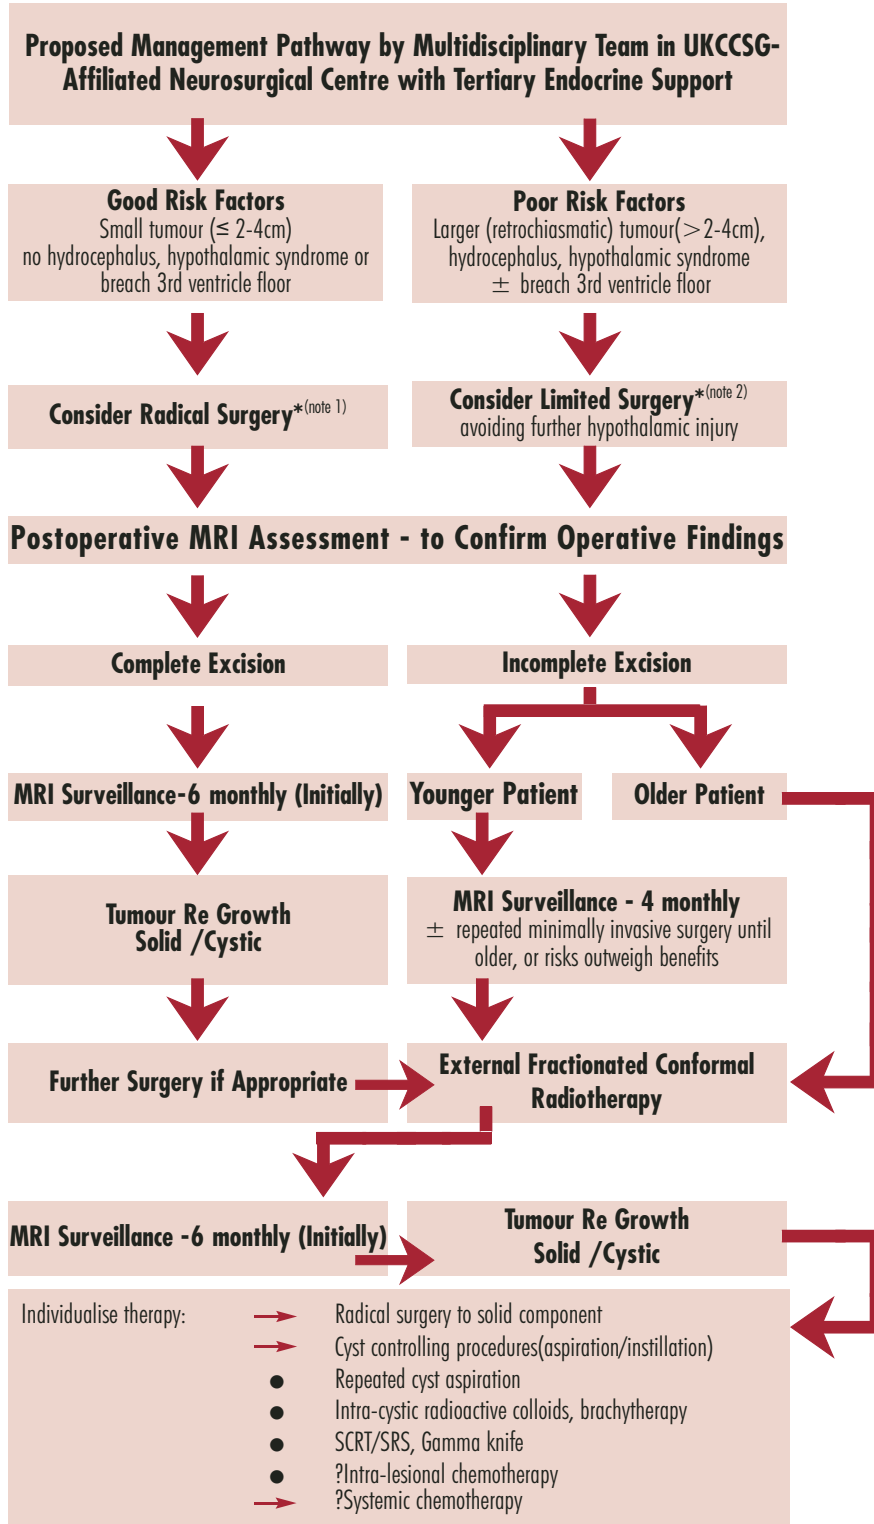 Proposed Management Pathway by Multidisciplinary Team in UKCCSG-
Affiliated Neurosurgical Centre with Tertiary Endocrine Support
Good Risk Factors
Small tumour (≤ 2-4cm)
no hydrocephalus, hypothalamic syndrome or
breach 3rd ventricle floor
Poor Risk Factors
Larger (retrochiasmatic) tumour(>2-4cm),
hydrocephalus, hypothalamic syndrome
± breach 3rd ventricle floor
Consider Radical Surgery*(note 1)
Consider Limited Surgery*(note 2)
avoiding further hypothalamic injury
Postoperative MRI Assessment - to Confirm Operative Findings
Complete Excision
Incomplete Excision
MRI Surveillance-6 monthly (Initially)
Younger Patient
Older Patient
Tumour Re Growth
Solid /Cystic
MRI Surveillance - 4 monthly
± repeated minimally invasive surgery until
older, or risks outweigh benefits
Further Surgery if Appropriate
External Fractionated Conformal
Radiotherapy
MRI Surveillance -6 monthly (Initially)
Tumour Re Growth
Solid /Cystic
Individualise therapy: → Radical surgery to solid component
→ Cyst controlling procedures(aspiration/instillation)
● Repeated cyst aspiration
● Intra-cystic radioactive colloids, brachytherapy
● SCRT/SRS, Gamma knife
● ?Intra-lesional chemotherapy
→ ?Systemic chemotherapy